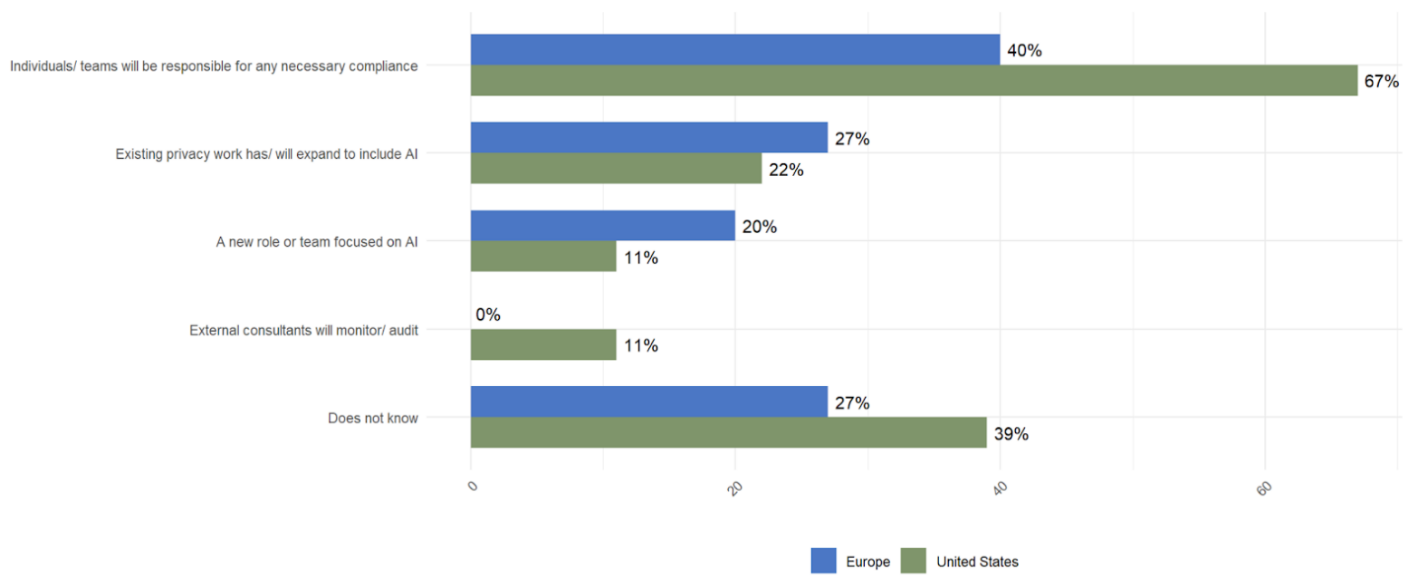 40%
Individuals/ teams will be responsible for any necessary compliance
67%
27%
Existing privacy work has/ will expand to include AI
22%
20%
A new role or team focused on AI
11%
0%
External consultants will monitor/ audit
11%
27%
Does not know
39%
0 20 40 60
Europe United States